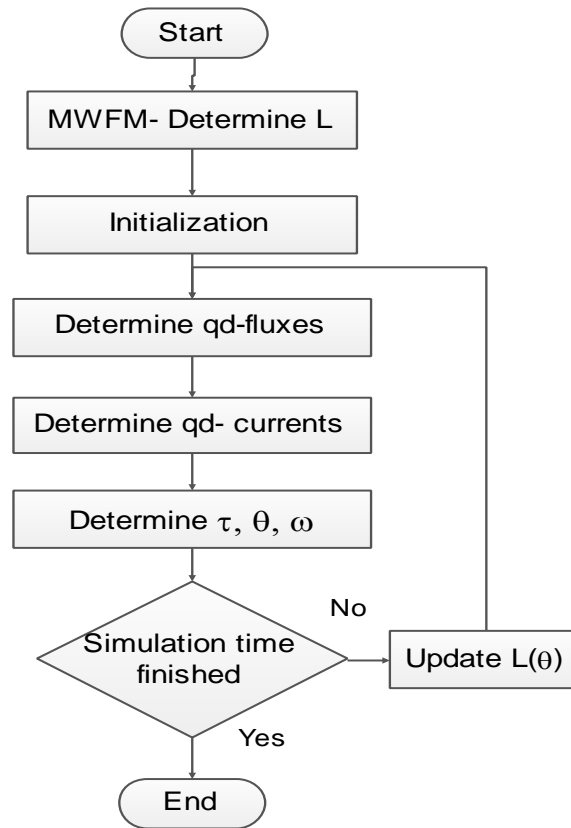 Start
MWFM- Determine L
Initialization
Determine qd-fluxes
Determine qd- currents
Determine τ, θ, ω
Simulation time
finished
No
Update L(θ)
Yes
End